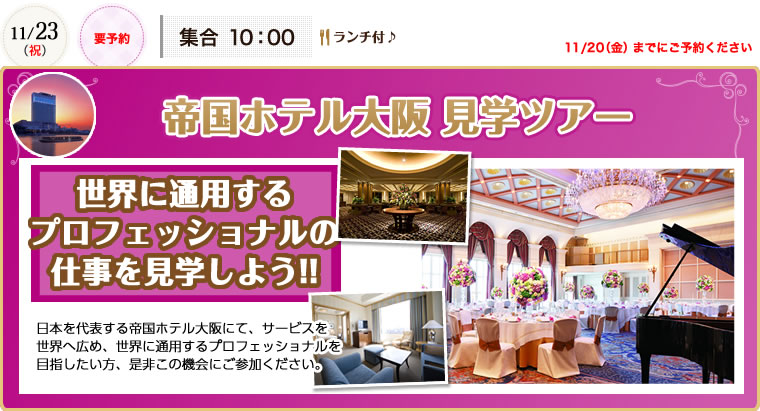 11/23
(祝)
要予約
集合 10:00
ランチ付♪
11/20(金) までにご予約ください
帝国ホテル大阪 見学ツアー
世界に通用する
プロフェッショナルの
仕事を見学しよう!!
日本を代表する帝国ホテル大阪にて、サービスを
世界へ広め、世界に通用するプロフェッショナルを
目指したい方、是非この機会にご参加ください。